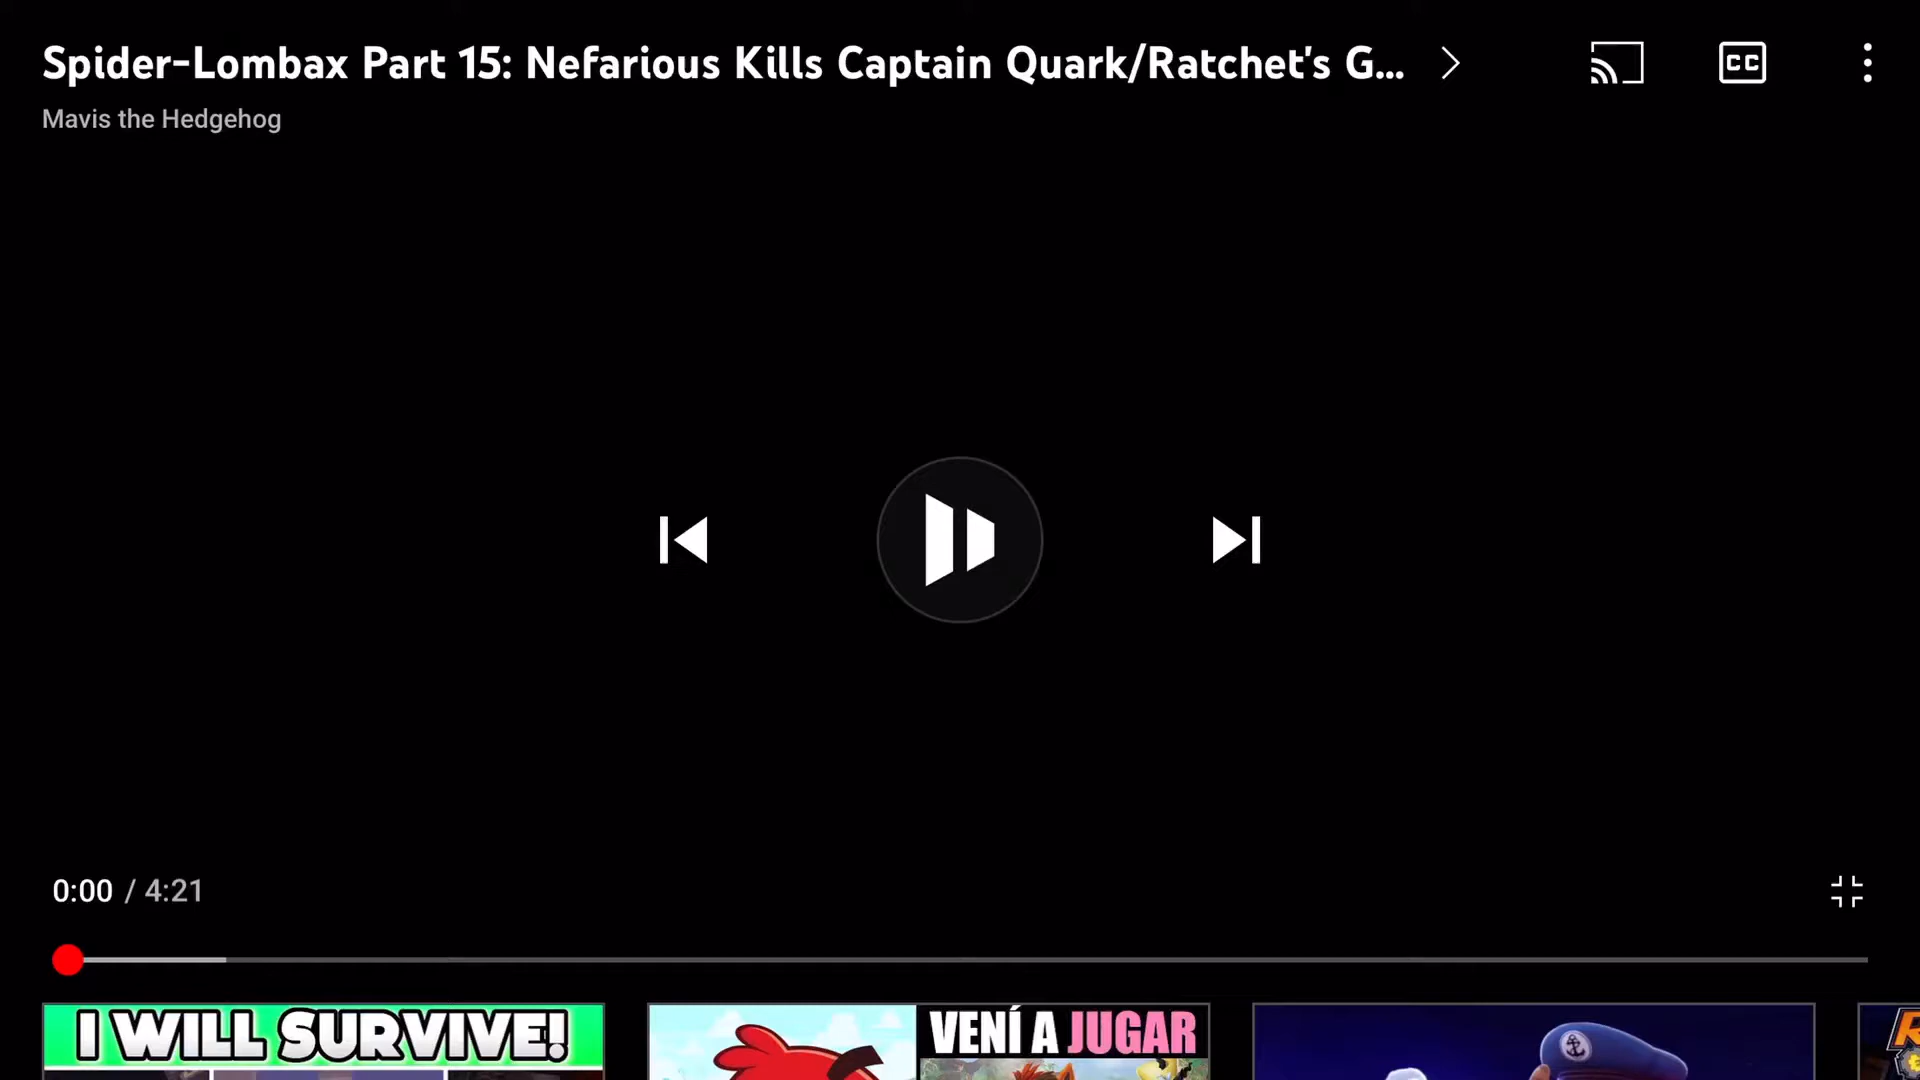 Spider-Lombax Part 15: Nefarious Kills Captain Quark/Ratchet's G...
CC
Mavis the Hedgehog
0:00 / 4:21
I WILL SURVIVE!
VENÍ A JUGAR